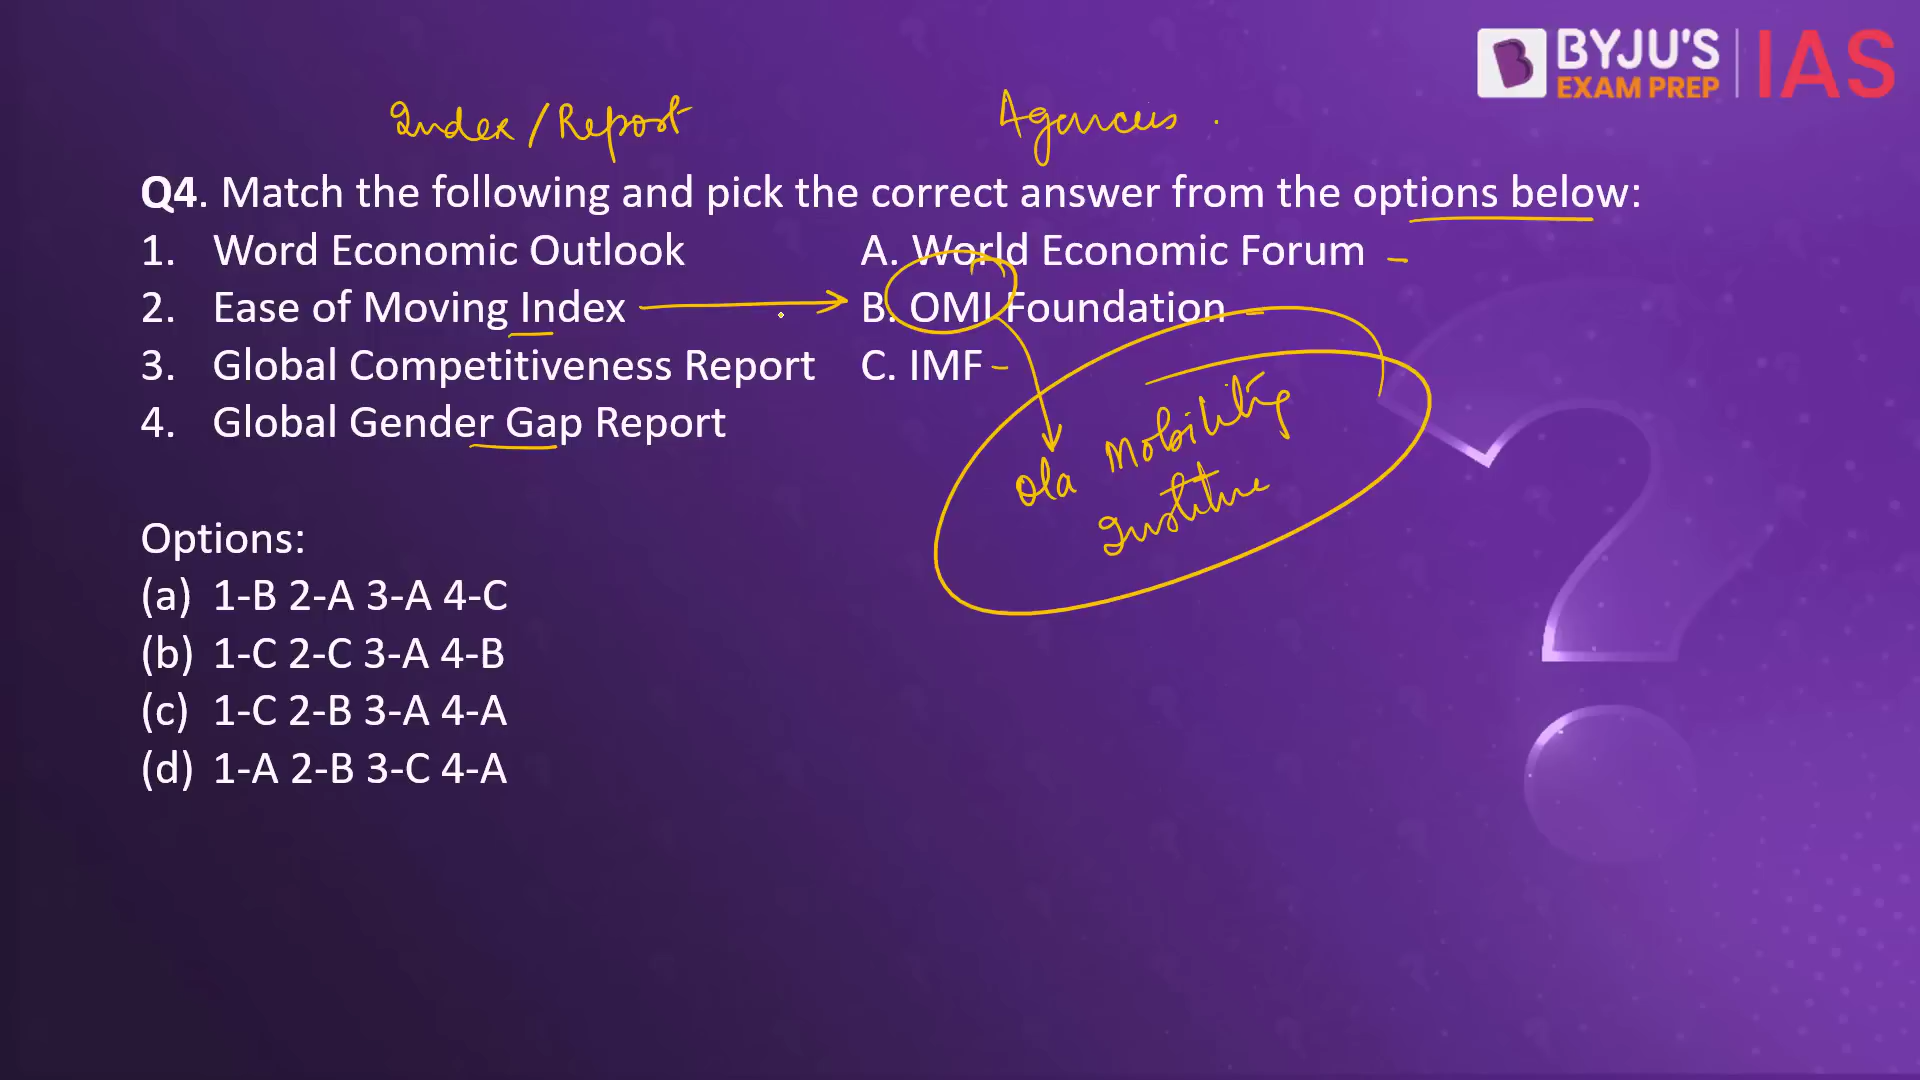 BYJU'S
EXAM PREP
IAS
Index/Report Agencies
Q4. Match the following and pick the correct answer from the options below:
1. Word Economic Outlook A. World Economic Forum
2. Ease of Moving Index B. OMI Foundation
3. Global Competitiveness Report C. IMF
4. Global Gender Gap Report
Ola Mobility
Institute
Options:
(a) 1-B 2-A 3-A 4-C
(b) 1-C 2-C 3-A 4-B
(c) 1-C 2-B 3-A 4-A
(d) 1-A 2-B 3-C 4-A